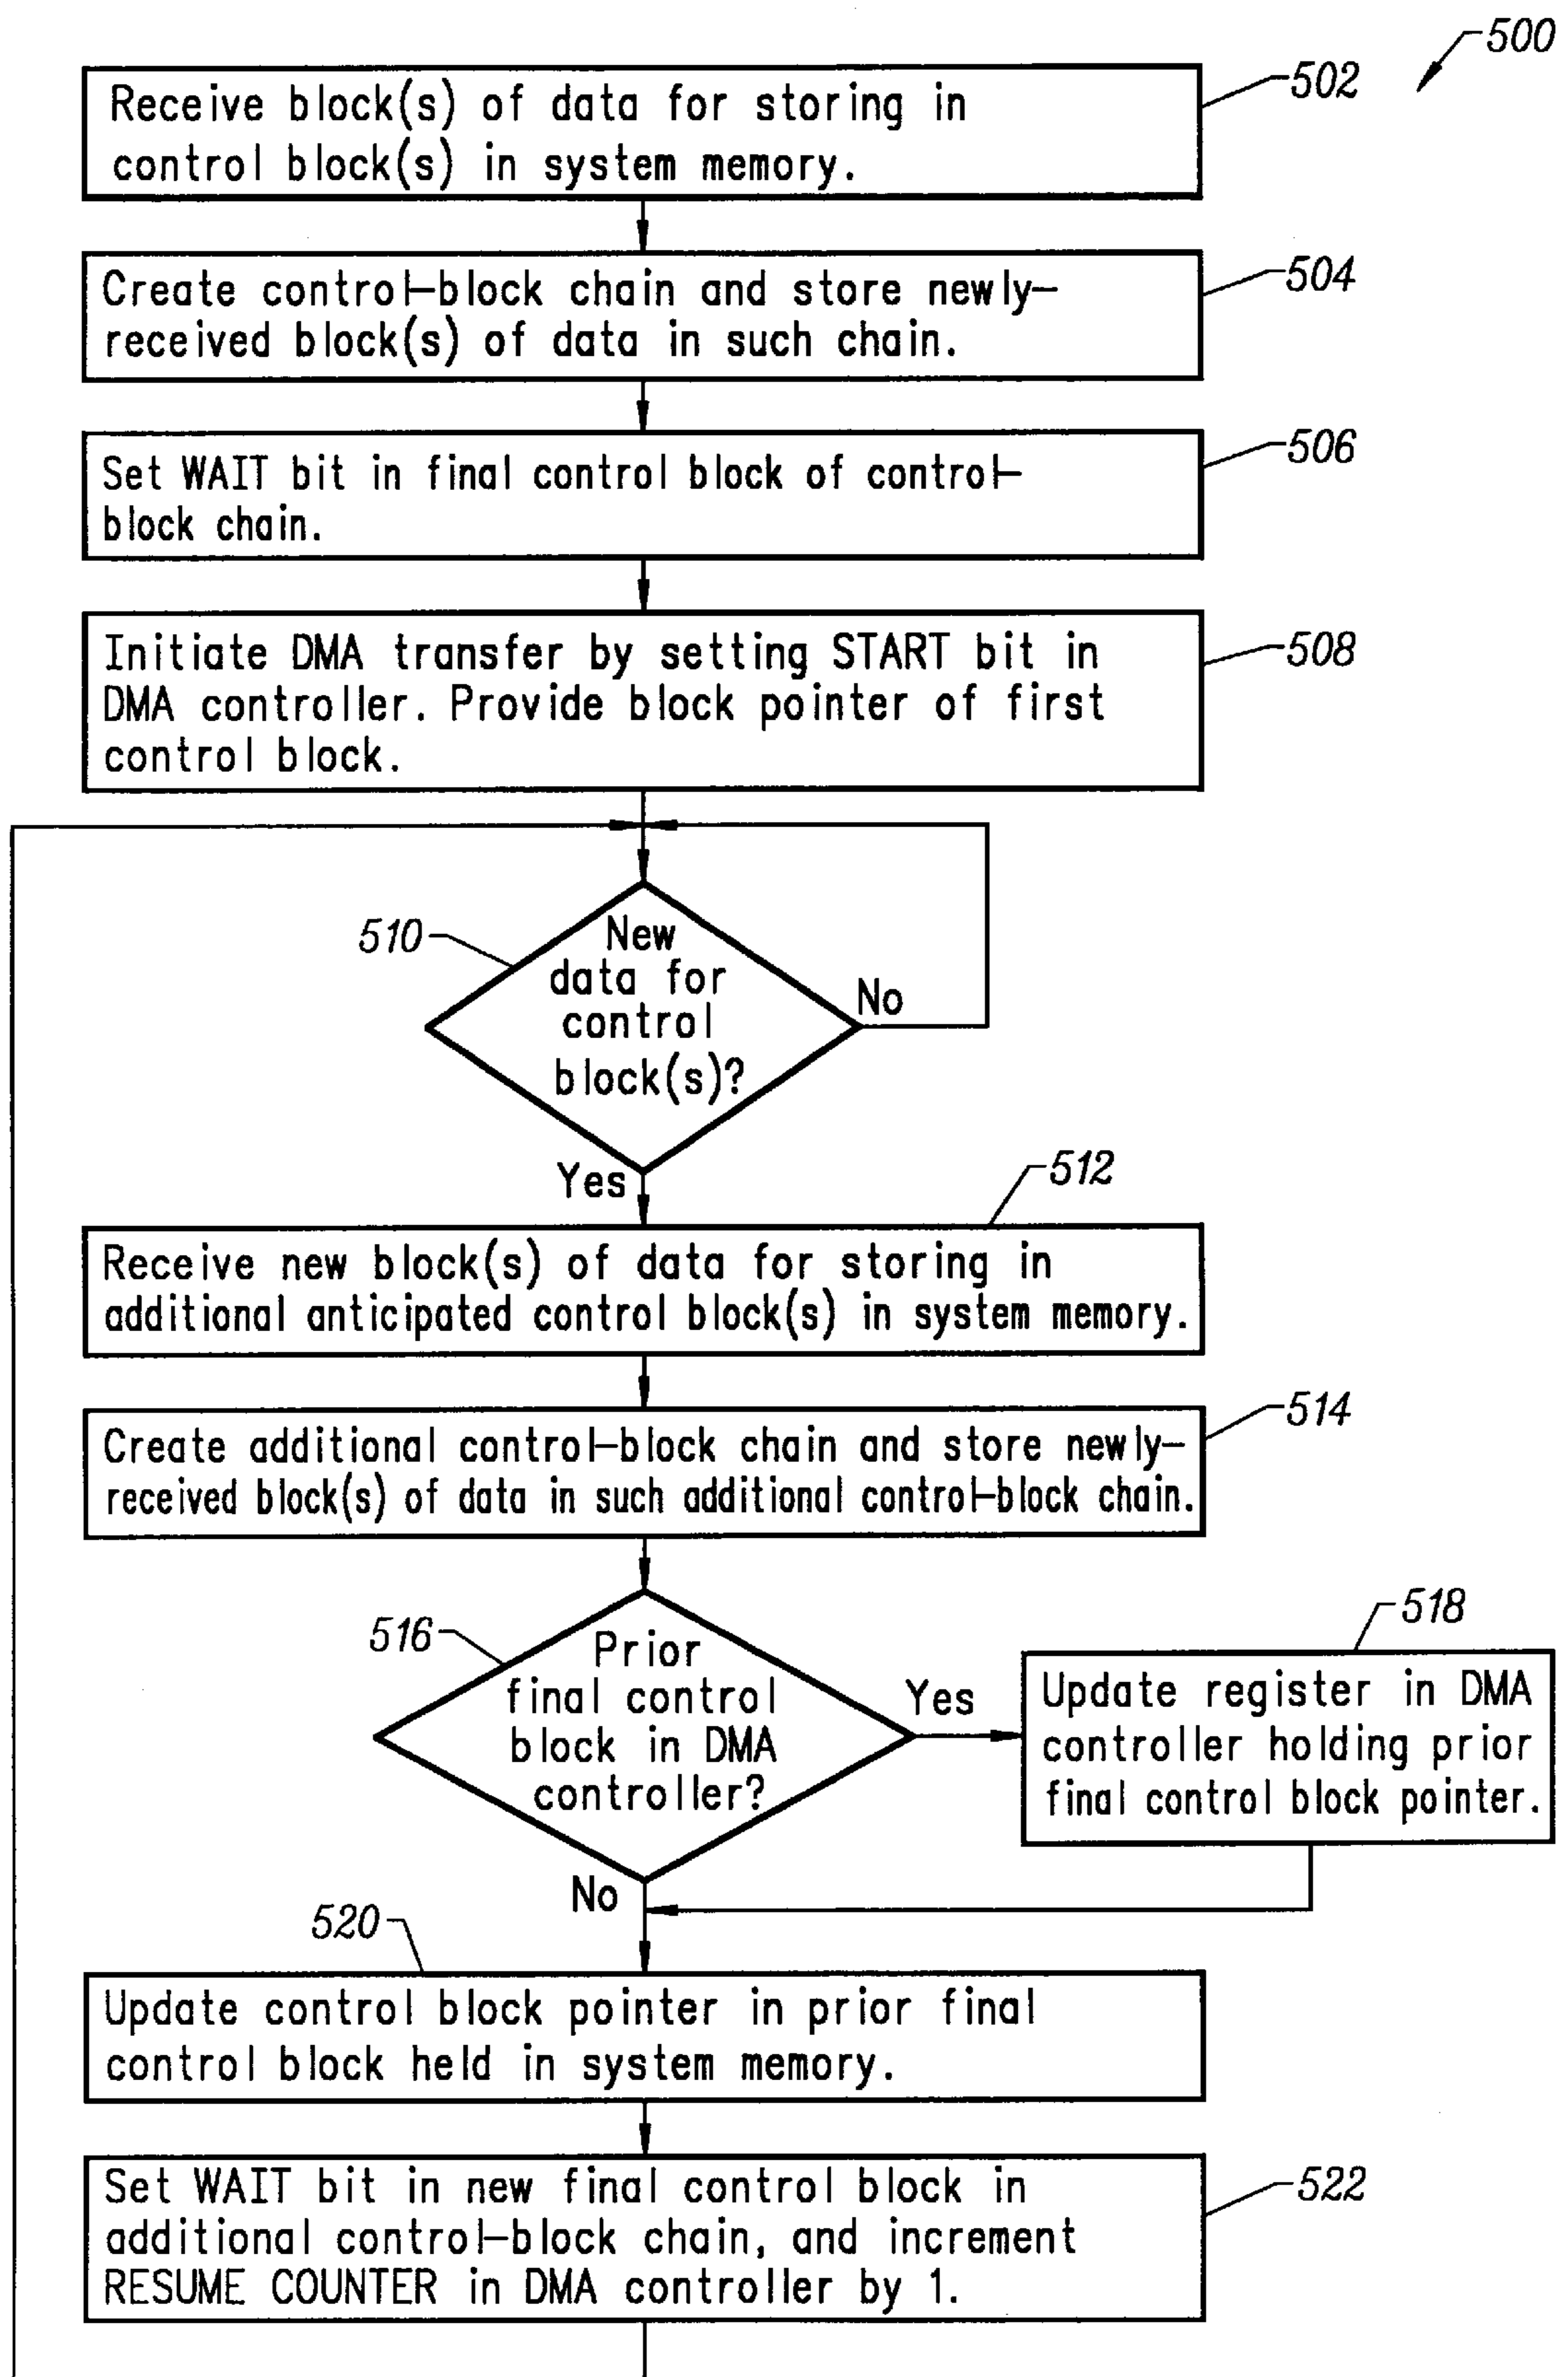 500
502
Receive block(s) of data for storing in
control block(s) in system memory.
504
Create control-block chain and store newly-
received block(s) of data in such chain.
506
Set WAIT bit in final control block of control-
block chain.
508
Initiate DMA transfer by setting START bit in
DMA controller. Provide block pointer of first
control block.
510
New
data for
control
block(s)?
No
Yes
512
Receive new block(s) of data for storing in
additional anticipated control block(s) in system memory.
514
Create additional control-block chain and store newly-
received block(s) of data in such additional control-block chain.
516
Prior
final control
block in DMA
controller?
Yes
518
Update register in DMA
controller holding prior
final control block pointer.
No
520
Update control block pointer in prior final
control block held in system memory.
522
Set WAIT bit in new final control block in
additional control-block chain, and increment
RESUME COUNTER in DMA controller by 1.